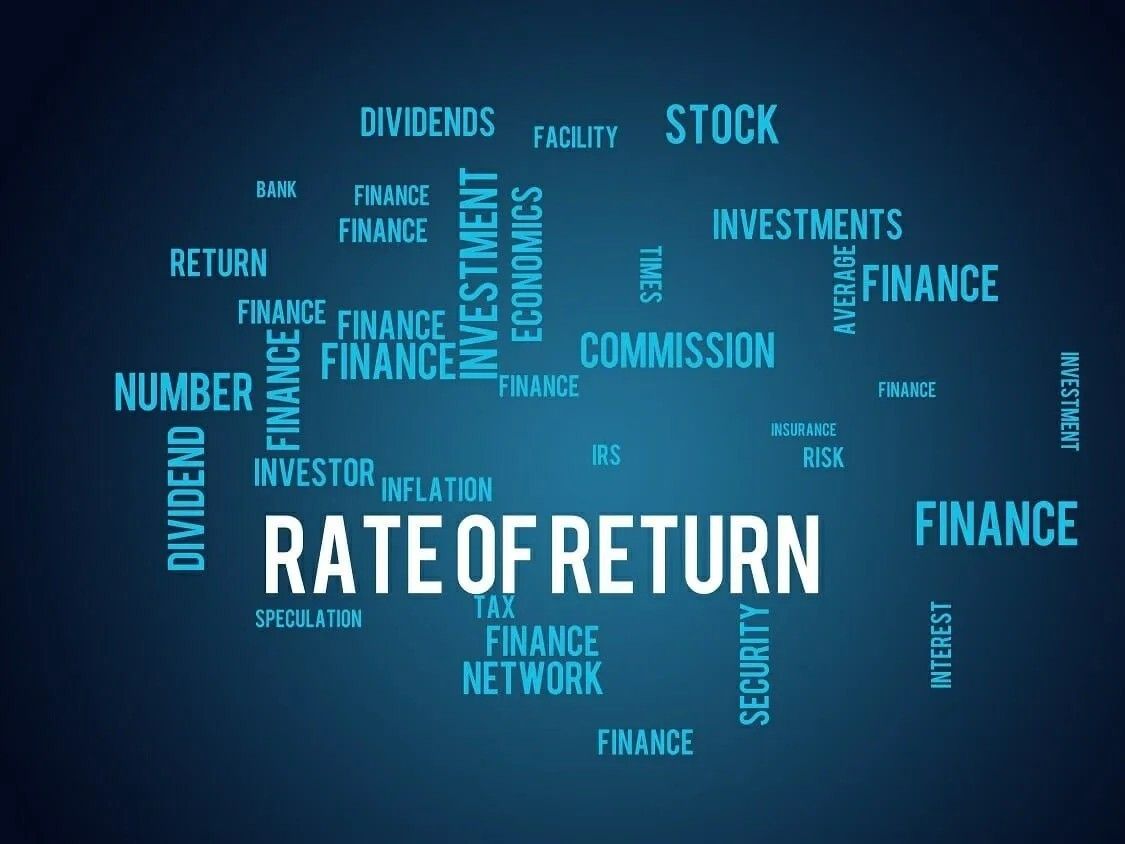 DIVIDENDS
FACILITY
STOCK
BANK
FINANCE
FINANCE
INVESTMENT
ECONOMICS
INVESTMENTS
RETURN
TIMES
AVERAGE
FINANCE
FINANCE
FINANCE
FINANCE
FINANCE
COMMISSION
FINANCE
NUMBER
FINANCE
INVESTMENT
DIVIDEND
INSURANCE
IRS
RISK
INVESTOR
INFLATION
FINANCE
RATE OF RETURN
SPECULATION
TAX
FINANCE
NETWORK
SECURITY
INTEREST
FINANCE